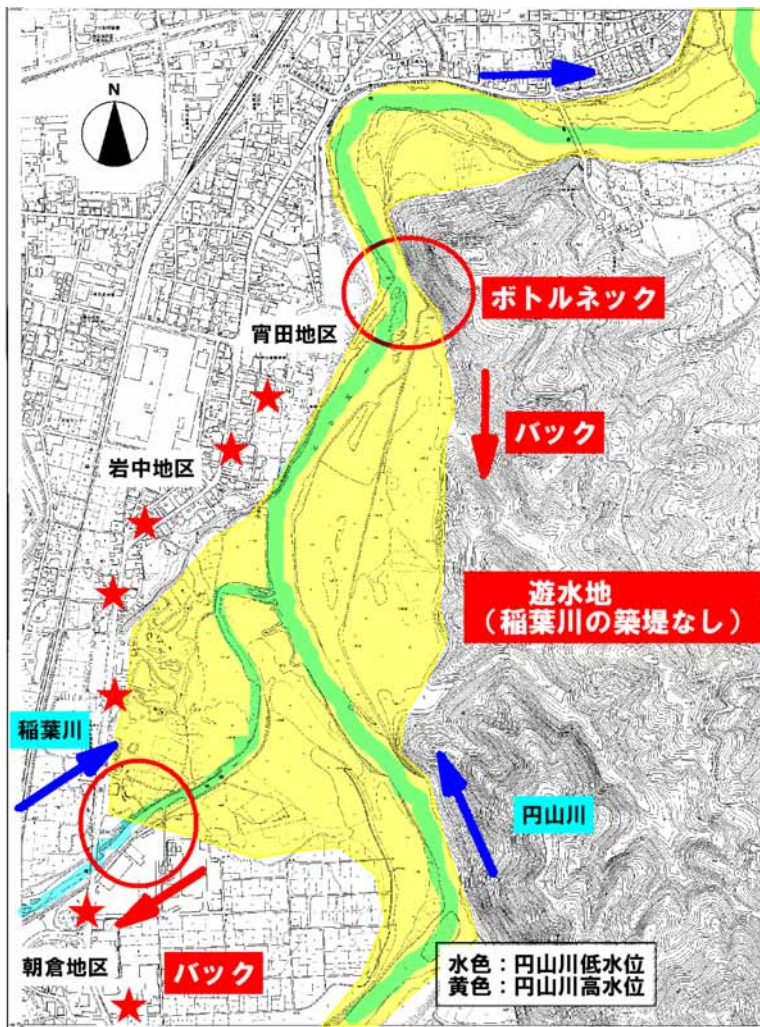 N
ボトルネック
宵田地区
バック
岩中地区
遊水地
（稲葉川の築堤なし）
稲葉川
円山川
朝倉地区
バック
水色：円山川低水位
黄色：円山川高水位